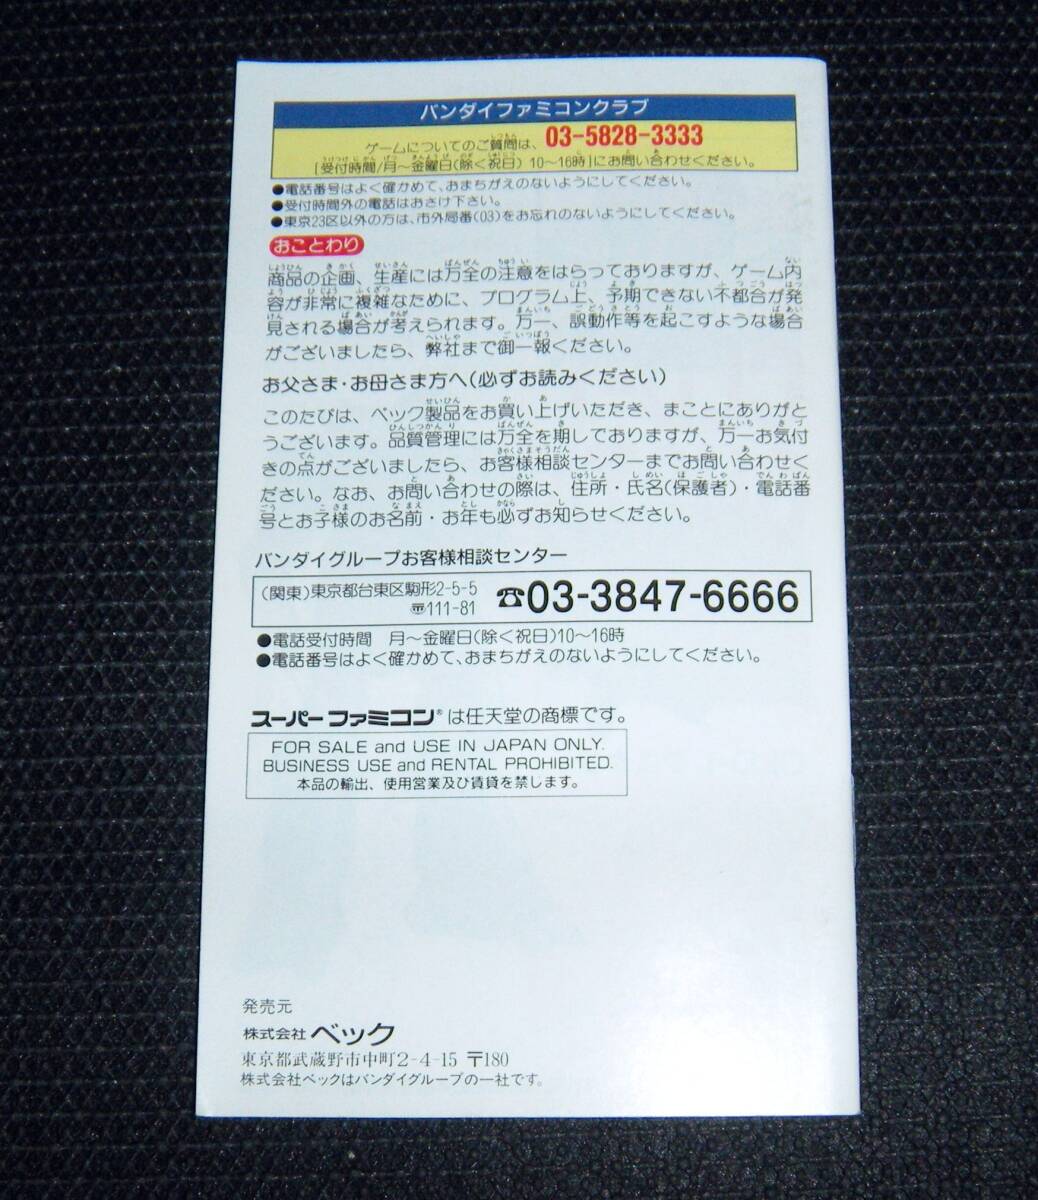 バンダイファミコンクラブ
ゲームについてのご質問は、03-5828-3333
[受付時間/月〜金曜日(除く祝日) 10〜16時]にお問い合わせください。
●電話番号はよく確かめて、おまちがえのないようにしてください。
●受付時間外の電話はおさけ下さい。
●東京23区以外の方は、市外局番(03)をお忘れのないようにしてください。
おことわり
商品の企画、生産には万全の注意をはらっておりますが、ゲーム内
容が非常に複雑なために、プログラム上、予期できない不都合が発
見される場合が考えられます。万一、誤動作等を起こすような場合
がございましたら、弊社まで御一報ください。
お父さま・お母さま方へ(必ずお読みください)
このたびは、ベック製品をお買い上げいただき、まことにありがと
うございます。品質管理には万全を期しておりますが、万一お気付
きの点がございましたら、お客様相談センターまでお問い合わせく
ださい。なお、お問い合わせの際は、住所・氏名(保護者)・電話番
号とお子様のお名前・お年も必ずお知らせください。
バンダイグループお客様相談センター
(関東)東京都台東区駒形2-5-5
〠111-81 ☎03-3847-6666
●電話受付時間 月〜金曜日(除く祝日)10〜16時
●電話番号はよく確かめて、おまちがえのないようにしてください。
スーパーファミコン®は任天堂の商標です。
FOR SALE and USE IN JAPAN ONLY.
BUSINESS USE and RENTAL PROHIBITED.
本品の輸出、使用営業及び賃貸を禁じます。
発売元
株式会社 ベック
東京都武蔵野市中町2-4-15 〒180
株式会社ベックはバンダイグループの一社です。